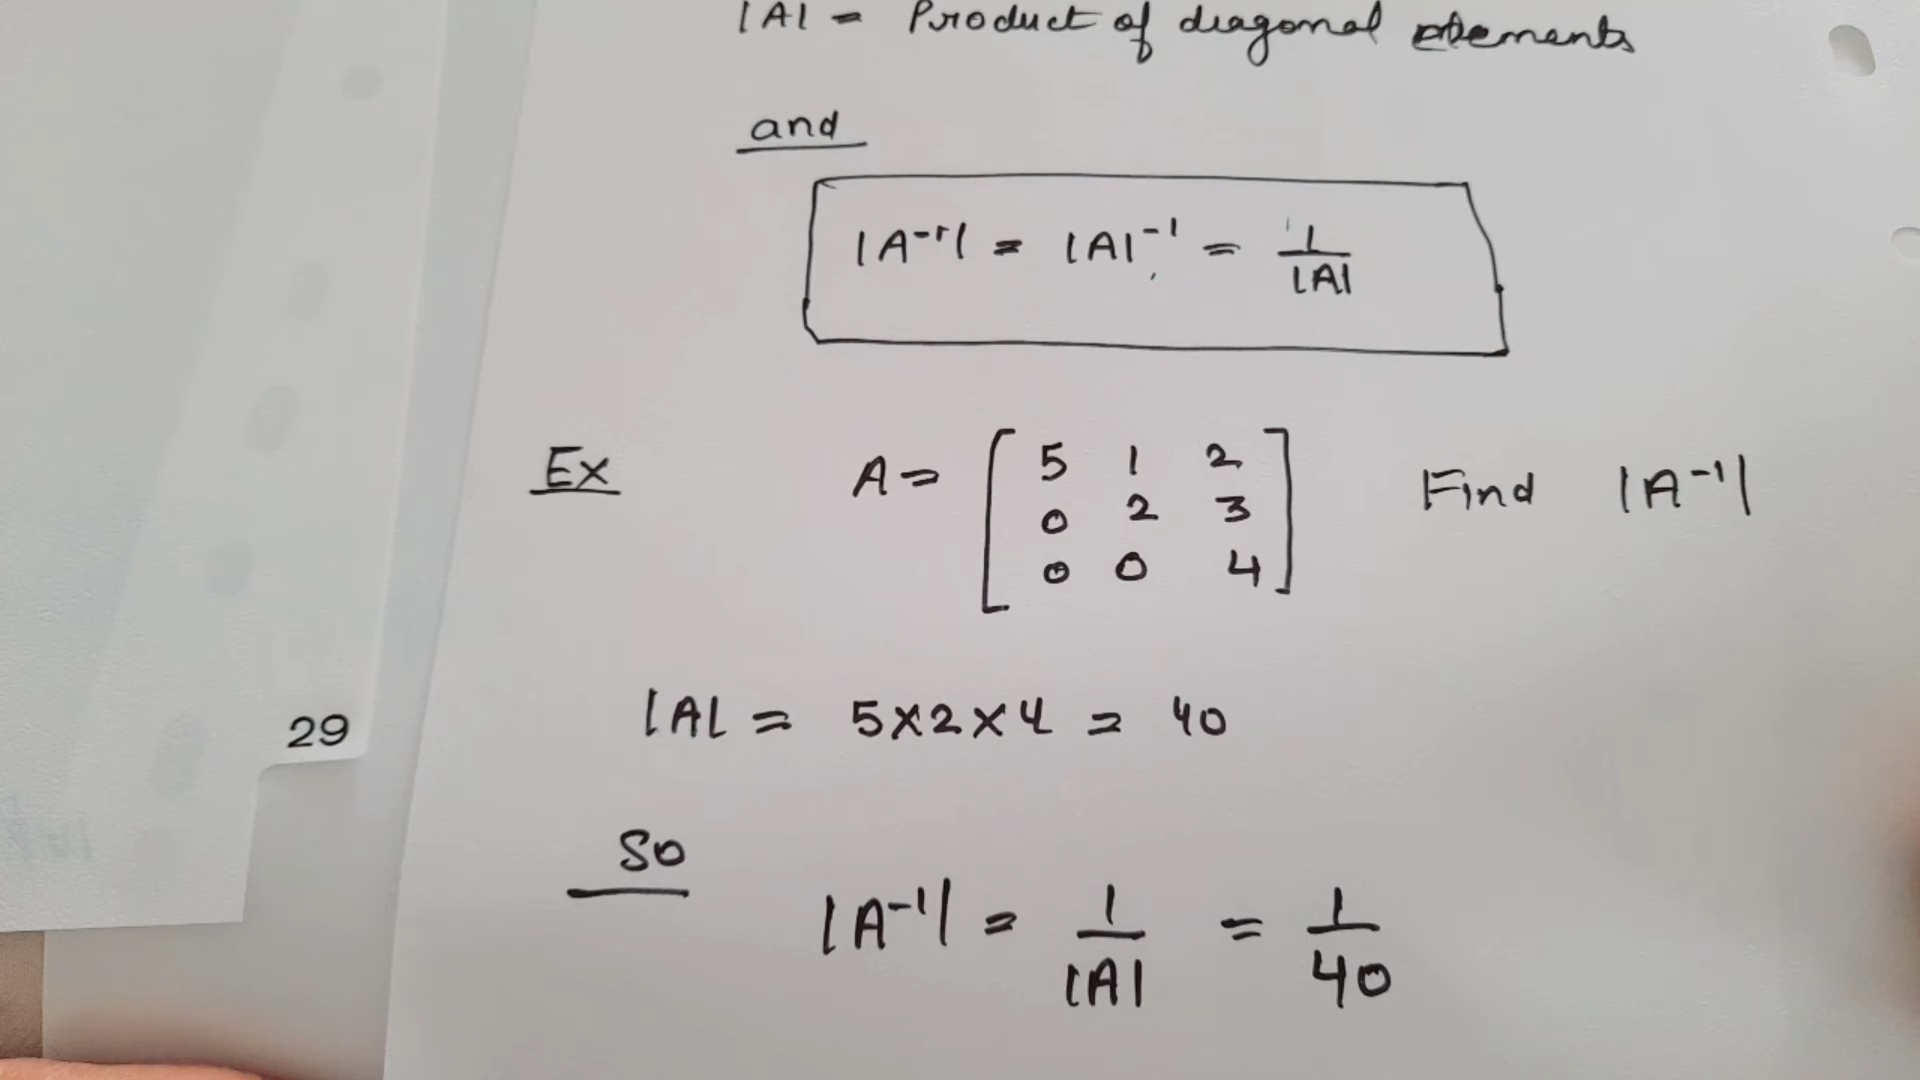 |A| = Product of diagonal elements
and
|A⁻¹| = |A|⁻¹ = 1/|A|
Ex A = [5 1 2
0 2 3
0 0 4] Find |A⁻¹|
|A| = 5×2×4 = 40
29
So
|A⁻¹| = 1/|A| = 1/40